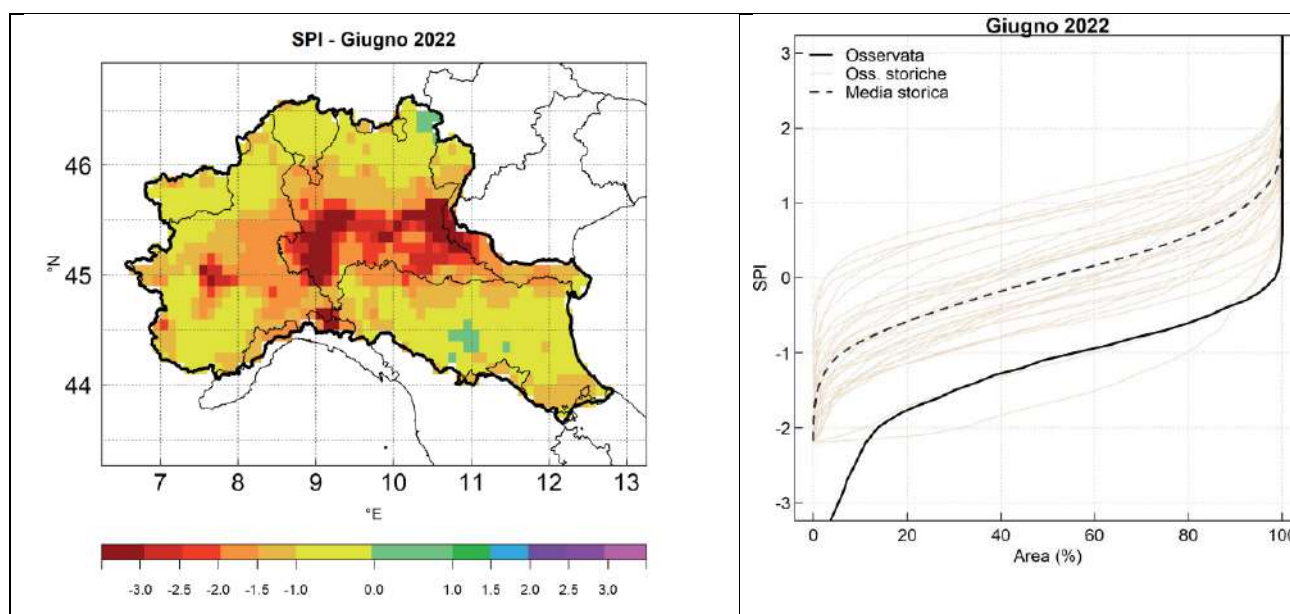 SPI - Giugno 2022
46
45
44
°N
7 8 9 10 11 12 13
°E
-3.0 -2.5 -2.0 -1.5 -1.0 0.0 1.0 1.5 2.0 2.5 3.0
Giugno 2022
Osservata
Oss. storiche
Media storica
3
2
1
0
-1
-2
-3
SPI
0 20 40 60 80 100
Area (%)